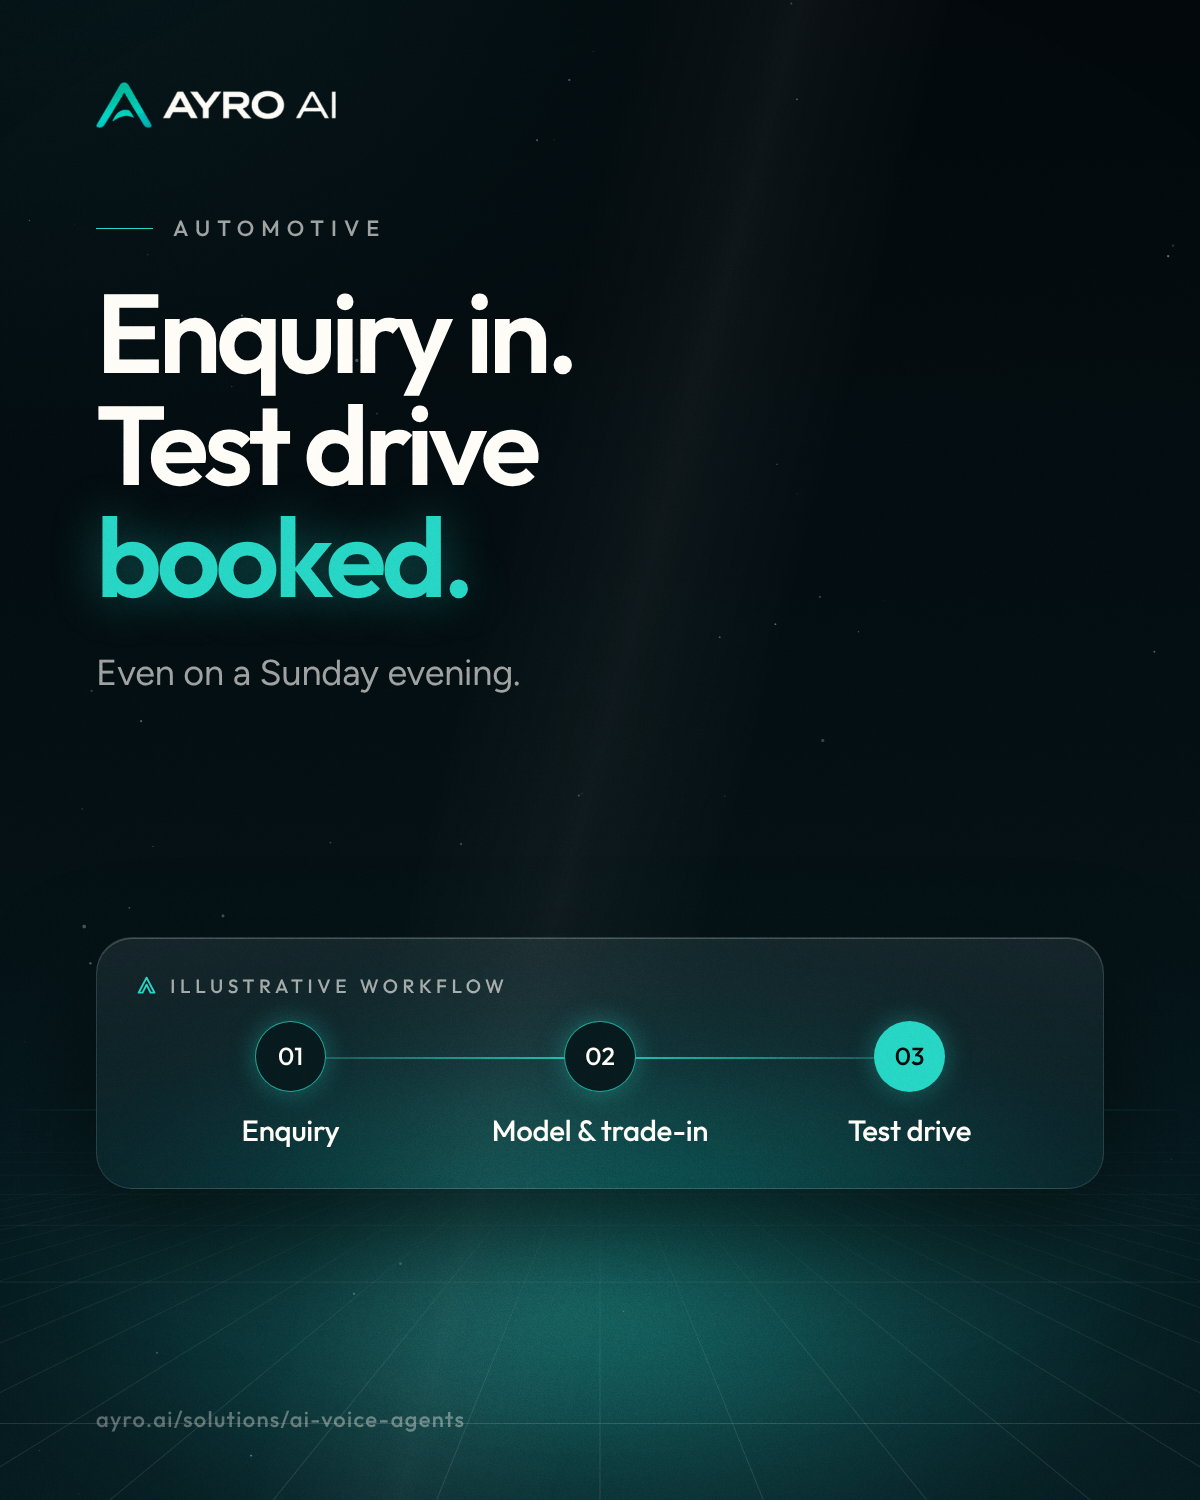 AYRO AI
AUTOMOTIVE
Enquiry in.
Test drive
booked.
Even on a Sunday evening.
ILLUSTRATIVE WORKFLOW
01
02
03
Enquiry
Model & trade-in
Test drive
ayro.ai/solutions/ai-voice-agents